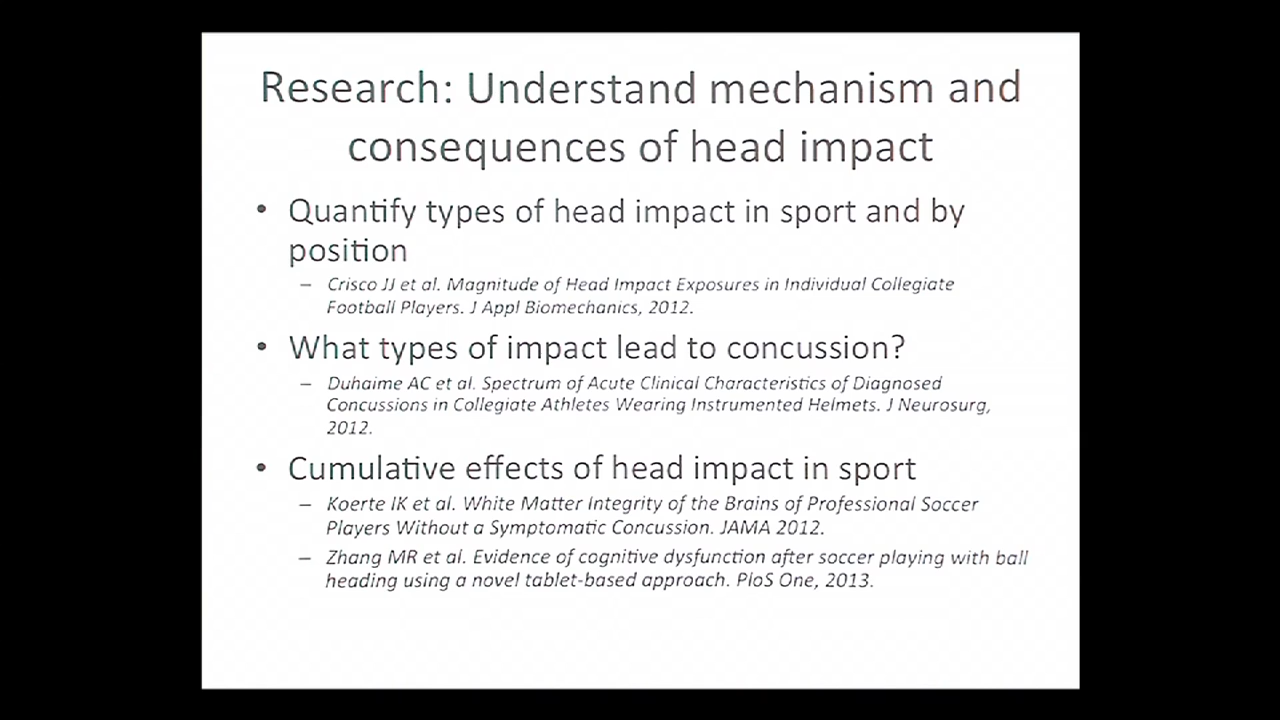 Research: Understand mechanism and
consequences of head impact
• Quantify types of head impact in sport and by
position
– Crisco JJ et al. Magnitude of Head Impact Exposures in Individual Collegiate
Football Players. J Appl Biomechanics, 2012.
• What types of impact lead to concussion?
– Duhaime AC et al. Spectrum of Acute Clinical Characteristics of Diagnosed
Concussions in Collegiate Athletes Wearing Instrumented Helmets. J Neurosurg,
2012.
• Cumulative effects of head impact in sport
– Koerte IK et al. White Matter Integrity of the Brains of Professional Soccer
Players Without a Symptomatic Concussion. JAMA 2012.
– Zhang MR et al. Evidence of cognitive dysfunction after soccer playing with ball
heading using a novel tablet-based approach. PloS One, 2013.